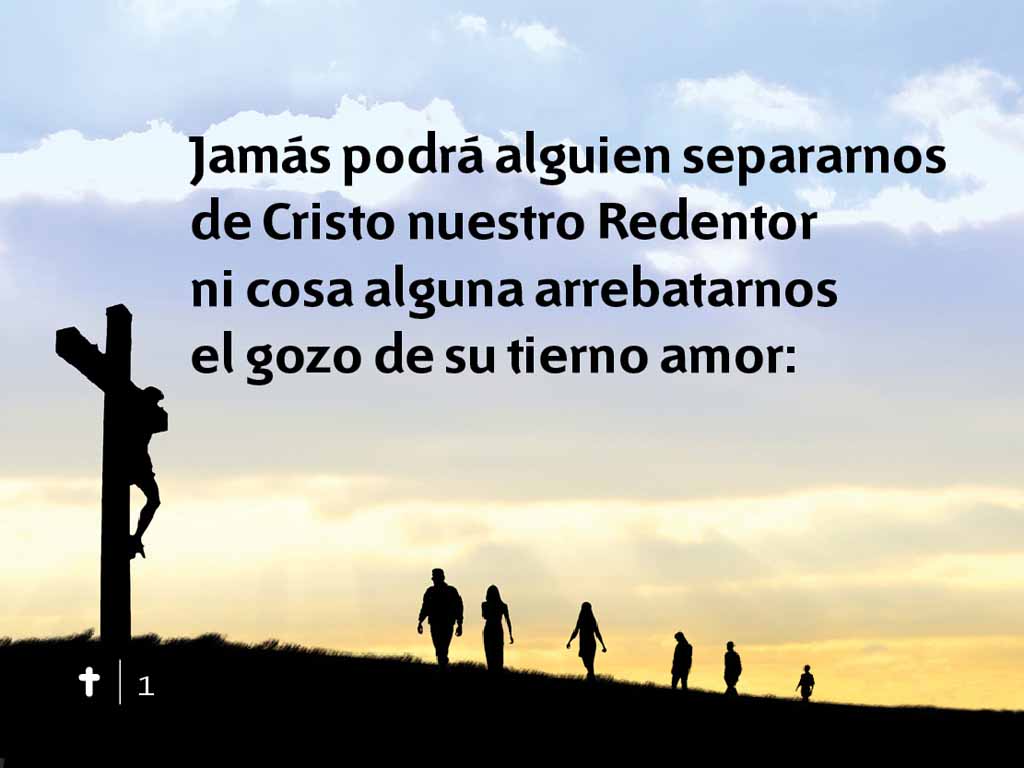 Jamás podrá alguien separarnos
de Cristo nuestro Redentor
ni cosa alguna arrebatarnos
el gozo de su tierno amor:
1